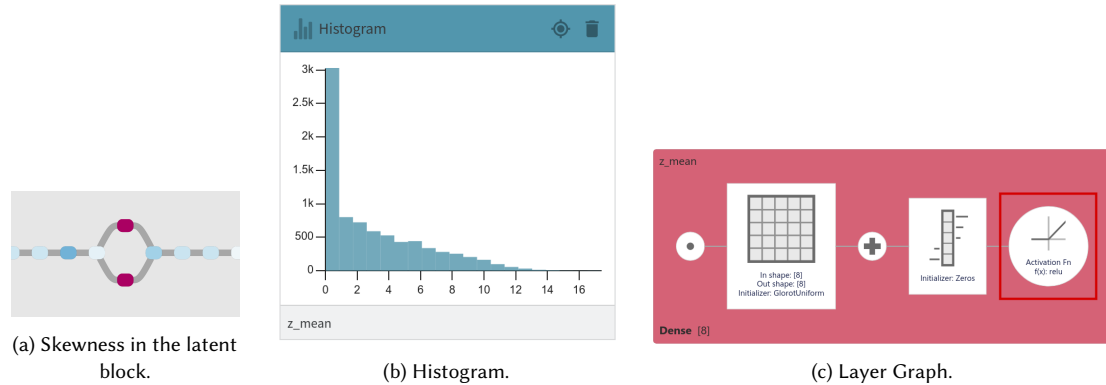 (a) Skewness in the latent
block.
Histogram
3k
2.5k
2k
1.5k
1k
500
0
0 2 4 6 8 10 12 14 16
z_mean
(b) Histogram.
z_mean
In shape: [8]
Out shape: [8]
Initializer: GlorotUniform
Initializer: Zeros
Activation Fn
f(x): relu
Dense [8]
(c) Layer Graph.